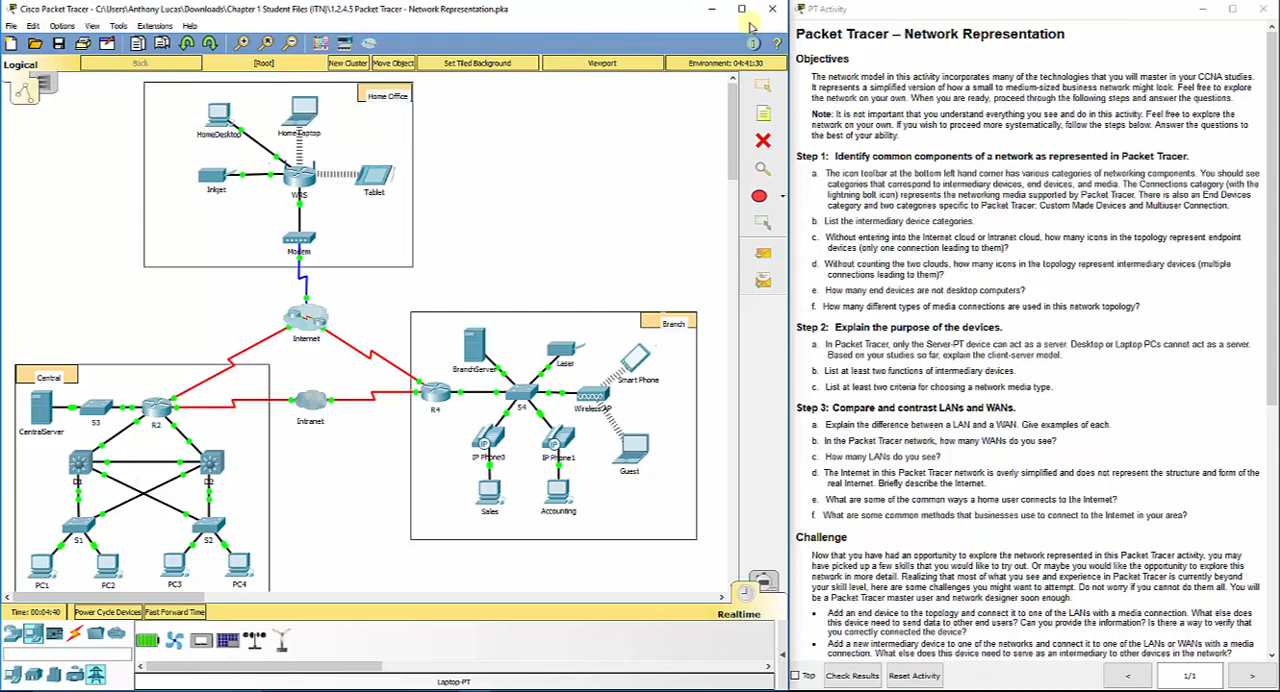 Cisco Packet Tracer - C:\Users\Anthony Lucas\Downloads\Chapter 1 Student Files (ITN)\1.2.4.5 Packet Tracer - Network Representation.pka
File Edit Options View Tools Extensions Help
Logical
Back
[Root]
New Cluster
Move Object
Set Tiled Background
Viewport
Environment: 04:41:30
Home Office
HomeDesktop
Home Laptop
Inkjet
WRS
Tablet
Modem
Internet
Intranet
Central
CentralServer
S3
R2
D1
D2
S1
S2
PC1
PC2
PC3
PC4
Branch
BranchServer
Laser
Smart Phone
R4
S4
Wireless AP
IP Phone0
IP Phone1
Guest
Sales
Accounting
Time: 00:04:40
Power Cycle Devices
Fast Forward Time
Realtime
Laptop-PT
PT Activity
Packet Tracer – Network Representation
Objectives
The network model in this activity incorporates many of the technologies that you will master in your CCNA studies.
It represents a simplified version of how a small to medium-sized business network might look. Feel free to explore
the network on your own. When you are ready, proceed through the following steps and answer the questions.
Note: It is not important that you understand everything you see and do in this activity. Feel free to explore the
network on your own. If you wish to proceed more systematically, follow the steps below. Answer the questions to
the best of your ability.
Step 1: Identify common components of a network as represented in Packet Tracer.
a. The icon toolbar at the bottom left hand corner has various categories of networking components. You should see
categories that correspond to intermediary devices, end devices, and media. The Connections category (with the
lightning bolt icon) represents the networking media supported by Packet Tracer. There is also an End Devices
category and two categories specific to Packet Tracer: Custom Made Devices and Multiuser Connection.
b. List the intermediary device categories.
c. Without entering into the Internet cloud or Intranet cloud, how many icons in the topology represent endpoint
devices (only one connection leading to them)?
d. Without counting the two clouds, how many icons in the topology represent intermediary devices (multiple
connections leading to them)?
e. How many end devices are not desktop computers?
f. How many different types of media connections are used in this network topology?
Step 2: Explain the purpose of the devices.
a. In Packet Tracer, only the Server-PT device can act as a server. Desktop or Laptop PCs cannot act as a server.
Based on your studies so far, explain the client-server model.
b. List at least two functions of intermediary devices.
c. List at least two criteria for choosing a network media type.
Step 3: Compare and contrast LANs and WANs.
a. Explain the difference between a LAN and a WAN. Give examples of each.
b. In the Packet Tracer network, how many WANs do you see?
c. How many LANs do you see?
d. The Internet in this Packet Tracer network is overly simplified and does not represent the structure and form of the
real Internet. Briefly describe the Internet.
e. What are some of the common ways a home user connects to the Internet?
f. What are some common methods that businesses use to connect to the Internet in your area?
Challenge
Now that you have had an opportunity to explore the network represented in this Packet Tracer activity, you may
have picked up a few skills that you would like to try out. Or maybe you would like the opportunity to explore this
network in more detail. Realizing that most of what you see and experience in Packet Tracer is currently beyond
your skill level, here are some challenges you might want to attempt. Do not worry if you cannot do them all. You will
be a Packet Tracer master user and network designer soon enough.
• Add an end device to the topology and connect it to one of the LANs with a media connection. What else does
this device need to send data to other end users? Can you provide the information? Is there a way to verify that
you correctly connected the device?
• Add a new intermediary device to one of the networks and connect it to one of the LANs or WANs with a media
connection. What else does this device need to serve as an intermediary to other devices in the network?
Top
Check Results
Reset Activity
<
1/1
>